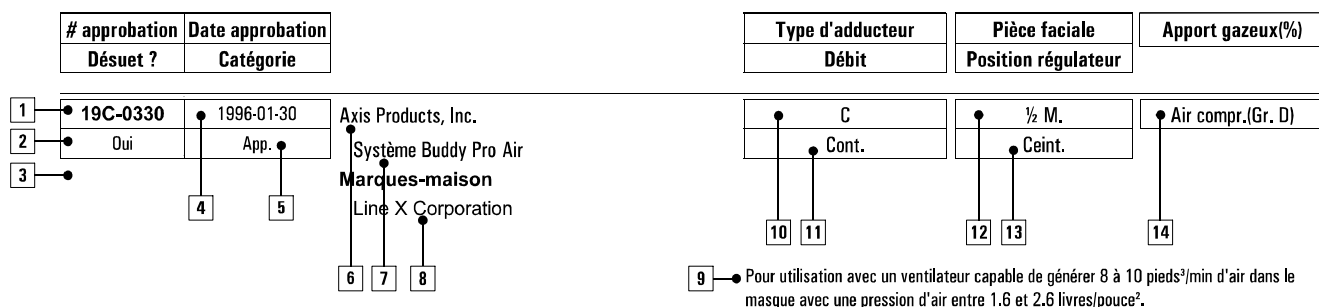 # approbation Date approbation Type d'adducteur Pièce faciale Apport gazeux(%)
Désuet ? Catégorie Débit Position régulateur
1 19C-0330 1996-01-30 Axis Products, Inc. C ½ M. Air compr.(Gr. D)
2 Oui App. Système Buddy Pro Air Cont. Ceint.
3 Marques-maison
4 5 Line X Corporation 10 11 12 13 14
6 7 8 9 Pour utilisation avec un ventilateur capable de générer 8 à 10 pieds³/min d'air dans le
masque avec une pression d'air entre 1.6 et 2.6 livres/pouce².